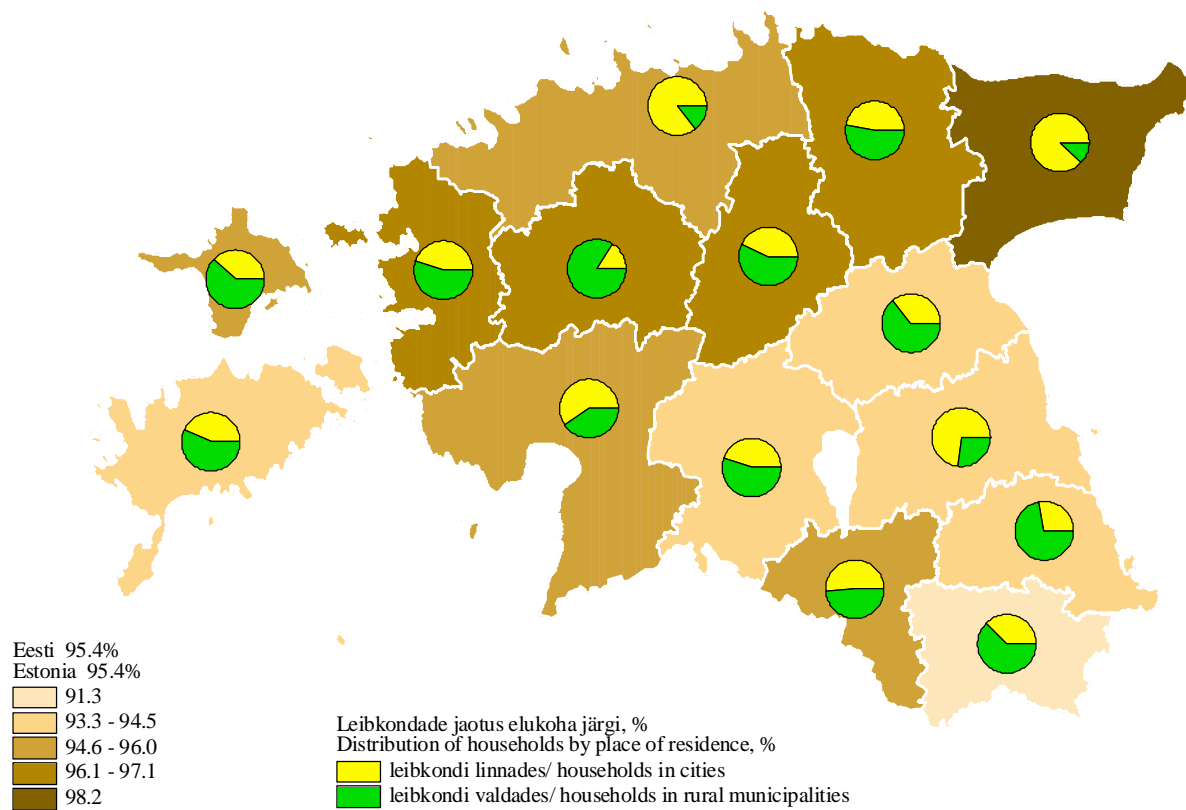 Eesti 95.4%
Estonia 95.4%
91.3
93.3 - 94.5
94.6 - 96.0
96.1 - 97.1
98.2
Leibkondade jaotus elukoha järgi, %
Distribution of households by place of residence, %
leibkondi linnades/ households in cities
leibkondi valdades/ households in rural municipalities